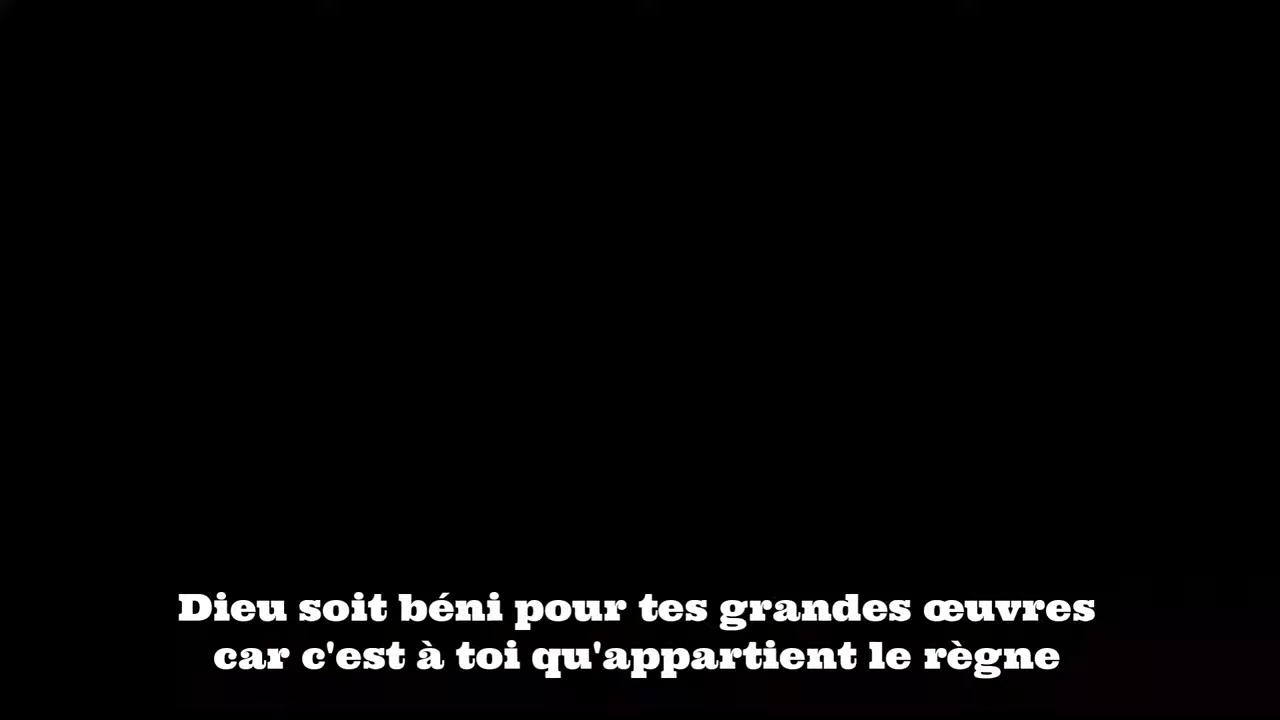 Dieu soit béni pour tes grandes œuvres
car c'est à toi qu'appartient le règne